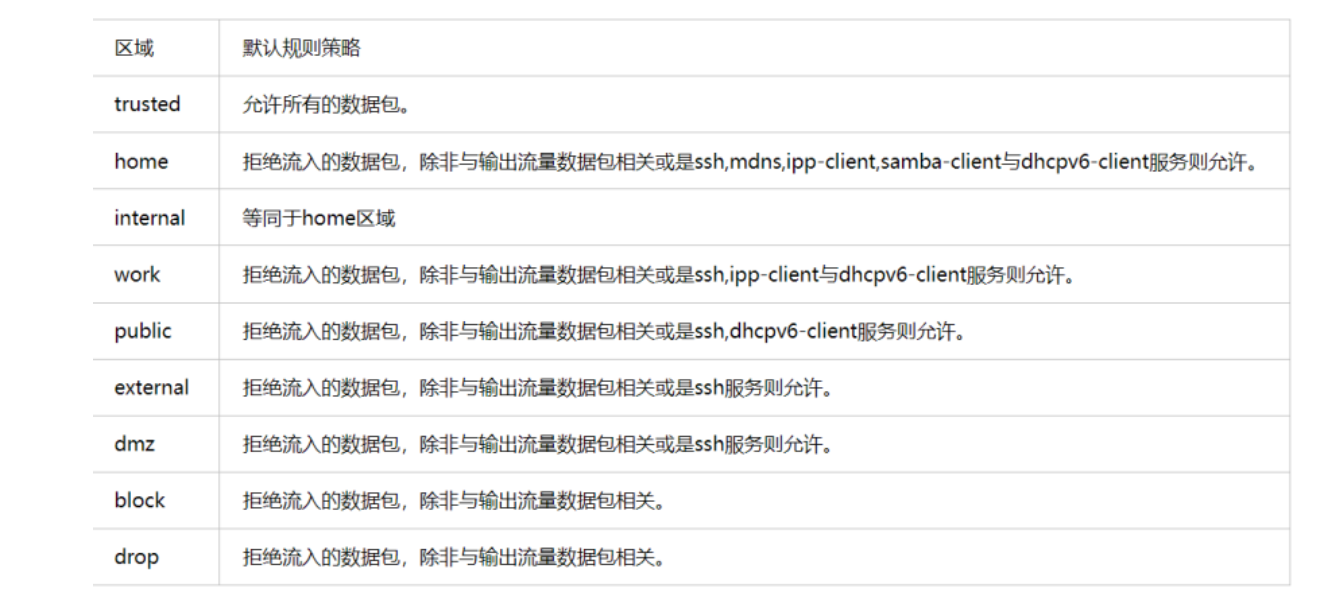 区域 默认规则策略
trusted 允许所有的数据包。
home 拒绝流入的数据包，除非与输出流量数据包相关或是ssh,mdns,ipp-client,samba-client与dhcpv6-client服务则允许。
internal 等同于home区域
work 拒绝流入的数据包，除非与输出流量数据包相关或是ssh,ipp-client与dhcpv6-client服务则允许。
public 拒绝流入的数据包，除非与输出流量数据包相关或是ssh,dhcpv6-client服务则允许。
external 拒绝流入的数据包，除非与输出流量数据包相关或是ssh服务则允许。
dmz 拒绝流入的数据包，除非与输出流量数据包相关或是ssh服务则允许。
block 拒绝流入的数据包，除非与输出流量数据包相关。
drop 拒绝流入的数据包，除非与输出流量数据包相关。